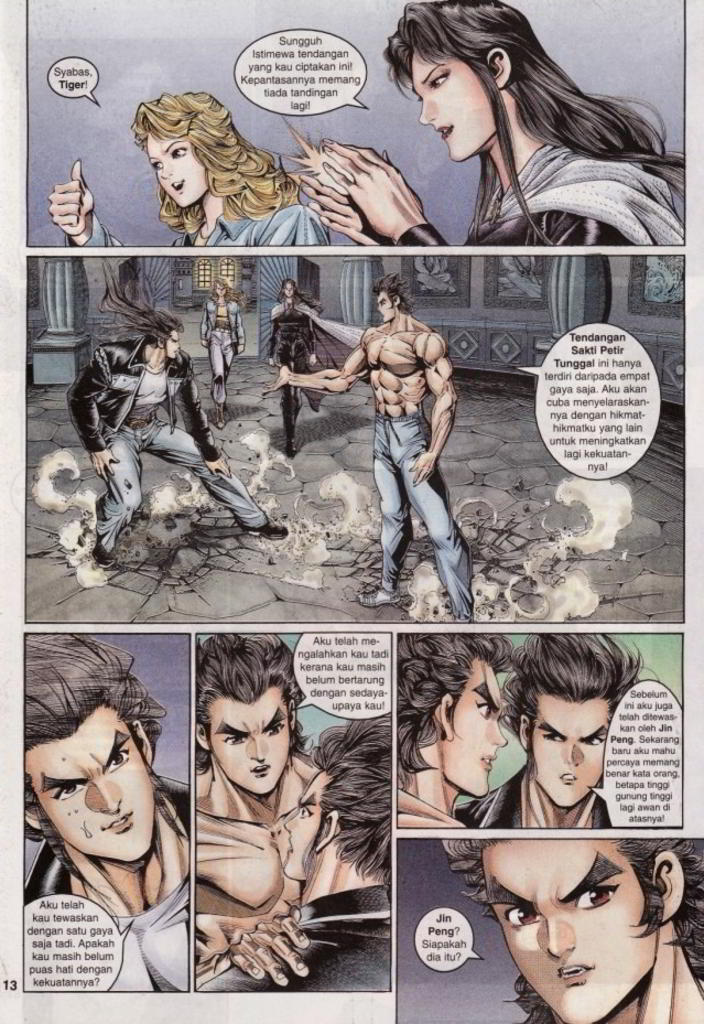 Syabas,
Tiger!
Sungguh
Istimewa tendangan
yang kau ciptakan ini!
Kepantasannya memang
tiada tandingan
lagi!
Tendangan
Sakti Petir
Tunggal ini hanya
terdiri daripada empat
gaya saja. Aku akan
cuba menyelaraskan-
nya dengan hikmat-
hikmatku yang lain
untuk meningkatkan
lagi kekuatan-
nya!
Aku telah
kau tewaskan
dengan satu gaya
saja tadi. Apakah
kau masih belum
puas hati dengan
kekuatannya?
Aku telah me-
ngalahkan kau tadi
kerana kau masih
belum bertarung
dengan sedaya-
upaya kau!
Sebelum
ini aku juga
telah ditewas-
kan oleh Jin
Peng. Sekarang
baru aku mahu
percaya memang
benar kata orang,
betapa tinggi
gunung tinggi
lagi awan di
atasnya!
Jin
Peng?
Siapakah
dia itu?
13